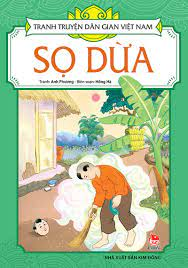 TRANH TRUYỆN DÂN GIAN VIỆT NAM
SỌ DỪA
Tranh: Anh Phương - Biên soạn: Hồng Hà
NHÀ XUẤT BẢN KIM ĐỒNG